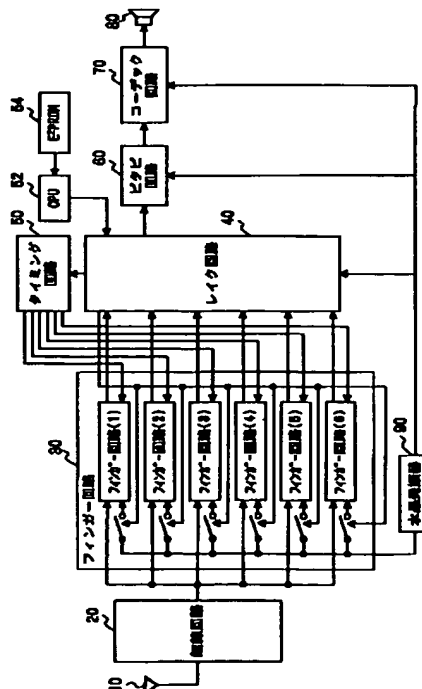 10
20
無線回路
30
フィンガー回路
フィンガー回路(1)
フィンガー回路(2)
フィンガー回路(3)
フィンガー回路(4)
フィンガー回路(5)
フィンガー回路(6)
50
タイミング
回路
52
CPU
54
EEPROM
40
レイク回路
60
ビタビ
回路
70
コーデック
回路
80
90
水晶発振器